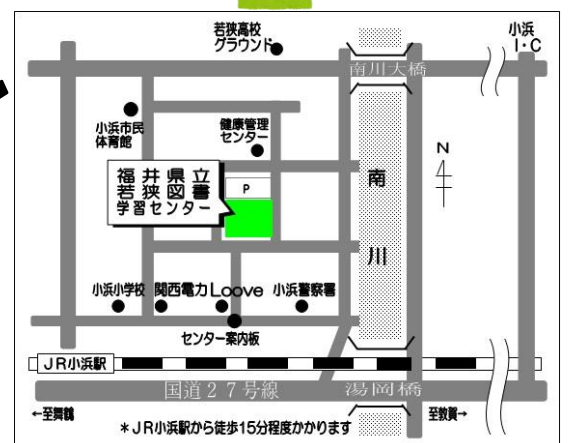 若狭高校
グラウンド
小浜
I・C
南川大橋
小浜市民
体育館
健康管理
センター
N
福井県立
若狭図書
学習センター
P
南
川
小浜小学校
関西電力
Loove
小浜警察署
センター案内板
JR小浜駅
国道27号線
湯岡橋
←至舞鶴
至敦賀→
*JR小浜駅から徒歩15分程度かかります